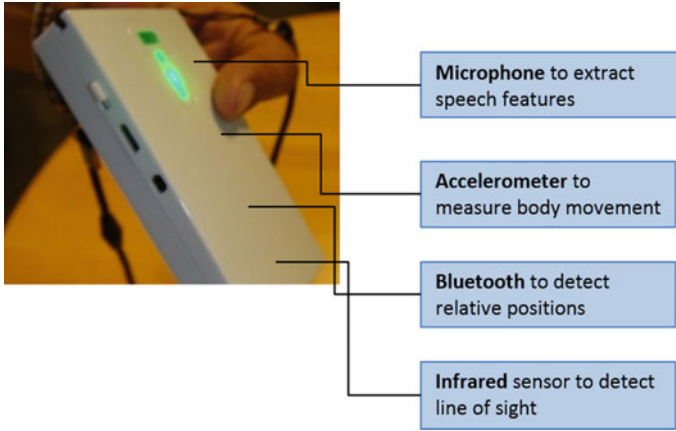 Microphone to extract
speech features
Accelerometer to
measure body movement
Bluetooth to detect
relative positions
Infrared sensor to detect
line of sight